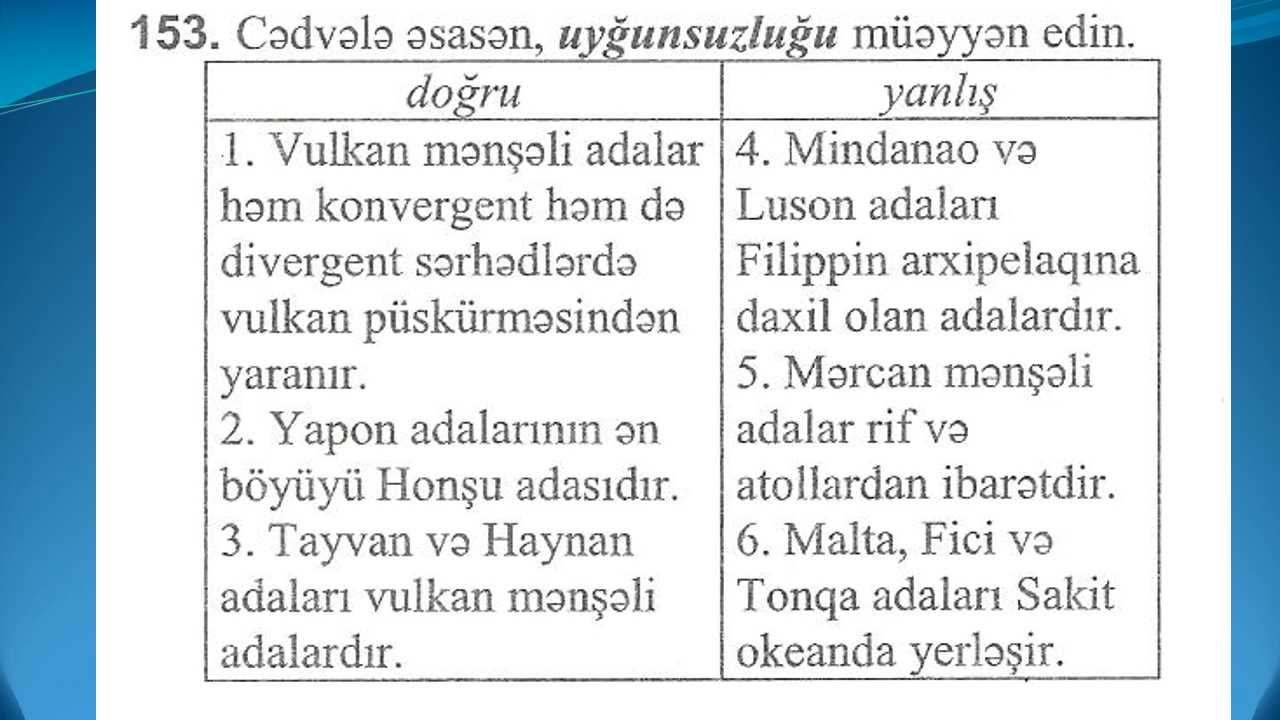 153. Cədvələ əsasən, uyğunsuzluğu müəyyən edin.
doğru
yanlış
1. Vulkan mənşəli adalar
həm konvergent həm də
divergent sərhədlərdə
vulkan püskürməsindən
yaranır.
2. Yapon adalarının ən
böyüyü Honşu adasıdır.
3. Tayvan və Haynan
adaları vulkan mənşəli
adalardır.
4. Mindanao və
Luson adaları
Filippin arxipelaqına
daxil olan adalardır.
5. Mərcan mənşəli
adalar rif və
atollardan ibarətdir.
6. Malta, Fici və
Tonqa adaları Sakit
okeanda yerləşir.